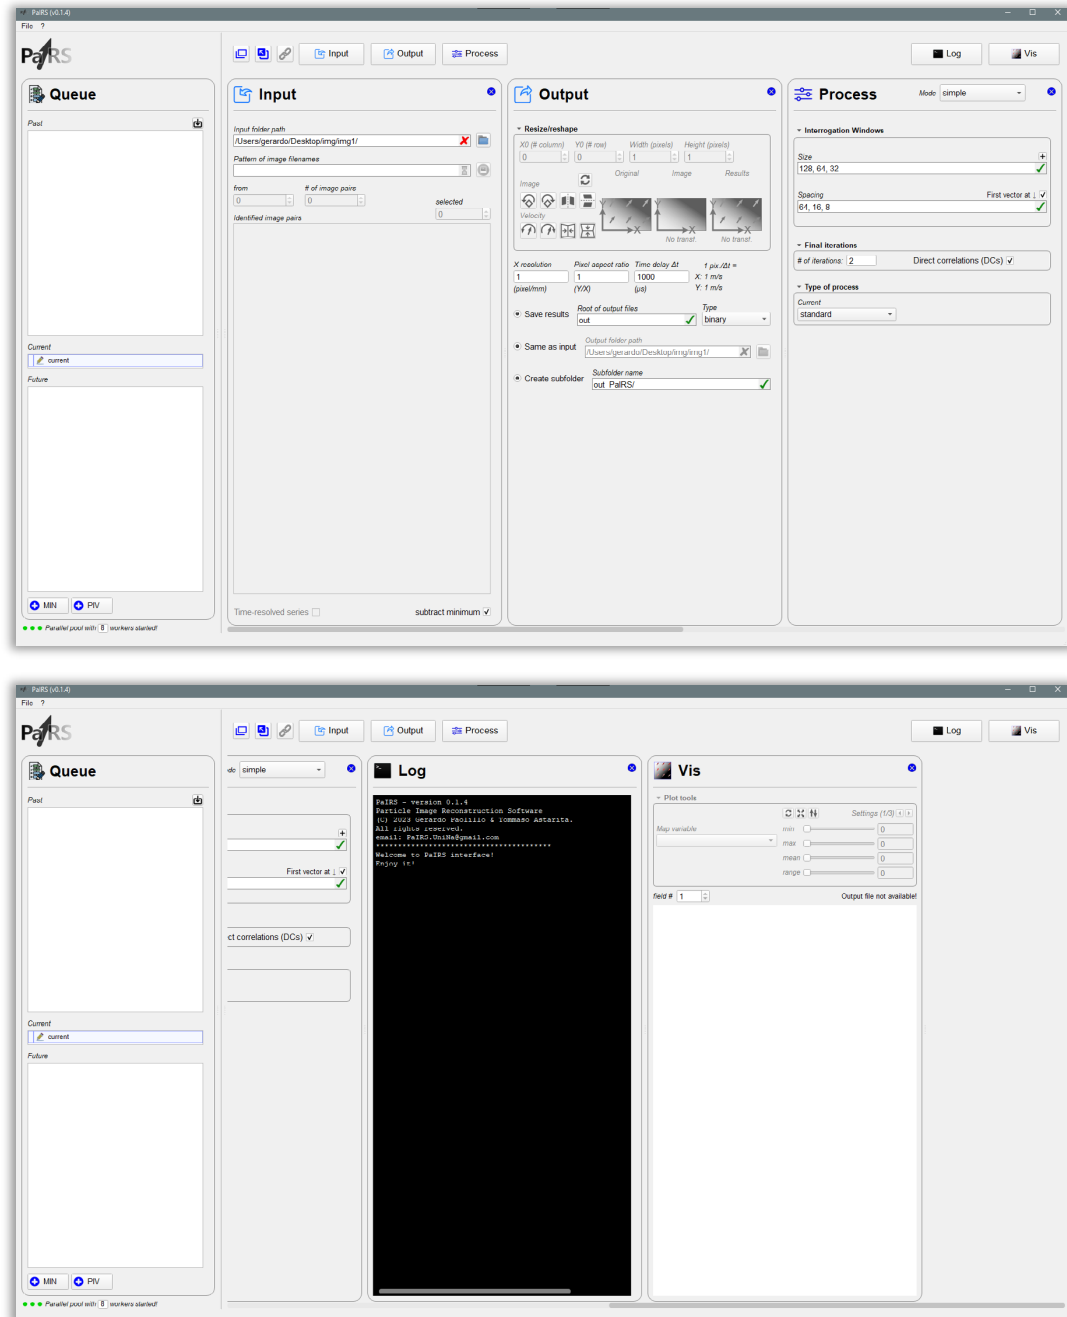 PaIRS (v0.1.4)
File ?
PaIRS
Input
Output
Process
Log
Vis
Queue
Past
Current
current
Future
MIN
PIV
Parallel pool with 8 workers started!
Input
Input folder path
/Users/gerardo/Desktop/img/img1/
Pattern of image filenames
from
# of image pairs
0
0
selected
0
Identified image pairs
Time-resolved series
subtract minimum
Output
Resize/reshape
X0 (# column) Y0 (# row) Width (pixels) Height (pixels)
0 0 1 1
Original Image Results
Image
Velocity
Y X Y X Y X
No transf. No transf.
X resolution Pixel aspect ratio Time delay Δt 1 pix./Δt =
1 1 1000 X: 1 m/s
(pixel/mm) (Y/X) (μs) Y: 1 m/s
Save results
Root of output files
out
Type
binary
Same as input
Output folder path
/Users/gerardo/Desktop/img/img1/
Create subfolder
Subfolder name
out_PaIRS/
Process
Mode simple
Interrogation Windows
Size
128, 64, 32
Spacing
First vector at ↓
64, 16, 8
Final iterations
# of iterations: 2
Direct correlations (DCs)
Type of process
Current
standard
PaIRS (v0.1.4)
File ?
PaIRS
Input
Output
Process
Log
Vis
Queue
Past
Current
current
Future
MIN
PIV
Parallel pool with 8 workers started!
de simple
First vector at ↓
ct correlations (DCs)
Log
PaIRS - version 0.1.4
Particle Image Reconstruction Software
(C) 2023 Gerardo Paolillo & Tommaso Astarita.
All rights reserved.
email: PaIRS.UniNa@gmail.com
***************************************
Welcome to PaIRS interface!
Enjoy it!
Vis
Plot tools
Settings (1/3)
Map variable
min 0
max 0
mean 0
range 0
field # 1
Output file not available!